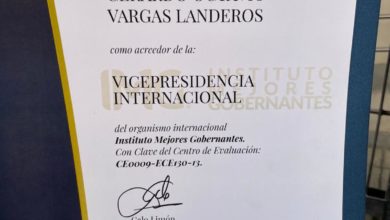 VARGAS LANDEROS
como acreedor de la:
VICEPRESIDENCIA
INTERNACIONAL
INSTITUTO
MEJORES
GOBERNANTES
del organismo internacional
Instituto Mejores Gobernantes.
Con Clave del Centro de Evaluación:
CE0009-ECE130-13.